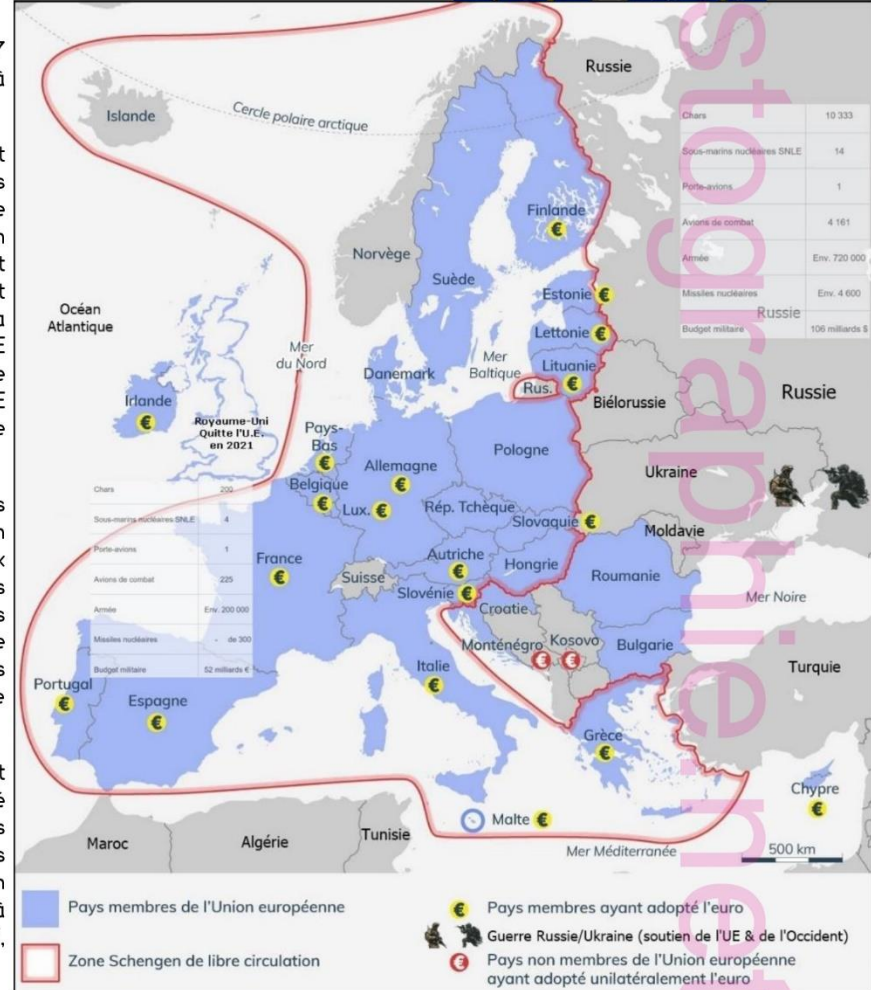 Russie
Islande
Cercle polaire arctique
Chars 10 333
Sous-marins nucléaires SNLE 14
Porte-avions 1
Avions de combat 4 161
Armée Env. 720 000
Missiles nucléaires Env. 4 600
Russie
Budget militaire 106 milliards $
Finlande
€
Norvège
Suède
Océan
Atlantique
Estonie €
Lettonie €
Mer
du Nord
Mer
Baltique
Lituanie
€
Danemark
Rus.
Biélorussie
Russie
Irlande
€
Royaume-Uni
Quitte l'U.E.
en 2021
Pays-
Bas
€
Pologne
Allemagne
€
Ukraine
Belgique
€
Lux. €
Rép. Tchèque
Slovaquie €
Moldavie
Chars 200
Sous-marins nucléaires SNLE 4
Porte-avions 1
Avions de combat 225
Armée Env. 200 000
Missiles nucléaires - de 300
Budget militaire 52 milliards €
France
€
Suisse
Autriche
€
Hongrie
Roumanie
Slovénie €
Croatie
Mer Noire
Monténégro
€
Kosovo
€
Bulgarie
Italie
€
Turquie
Portugal
€
Espagne
€
Grèce
€
Chypre
€
Malte €
Maroc
Algérie
Tunisie
Mer Méditerranée
500 km
Pays membres de l'Union européenne
Zone Schengen de libre circulation
€ Pays membres ayant adopté l'euro
Guerre Russie/Ukraine (soutien de l'UE & de l'Occident)
€ Pays non membres de l'Union européenne
ayant adopté unilatéralement l'euro
stographie.net